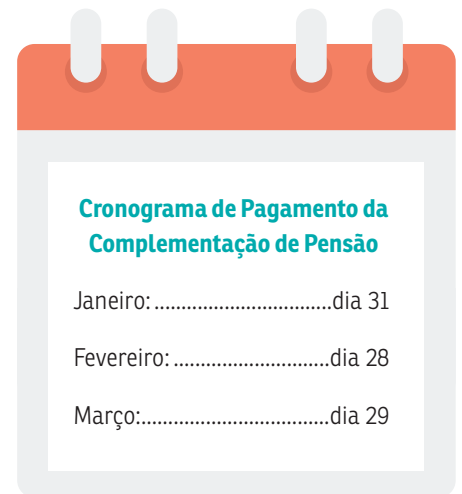 Cronograma de Pagamento da
Complementação de Pensão
Janeiro:.................................dia 31
Fevereiro:.............................dia 28
Março:...................................dia 29